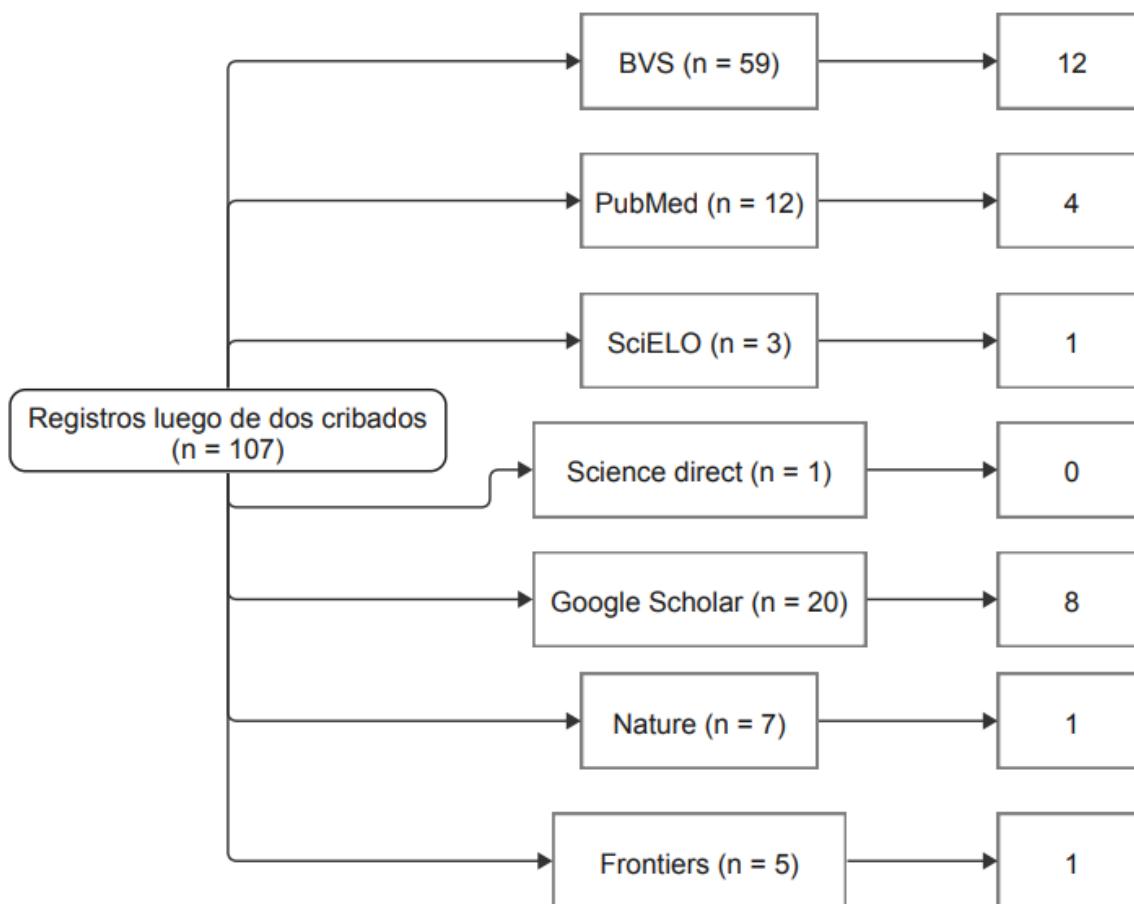 BVS (n = 59)
12
PubMed (n = 12)
4
SciELO (n = 3)
1
Registros luego de dos cribados
(n = 107)
Science direct (n = 1)
0
Google Scholar (n = 20)
8
Nature (n = 7)
1
Frontiers (n = 5)
1